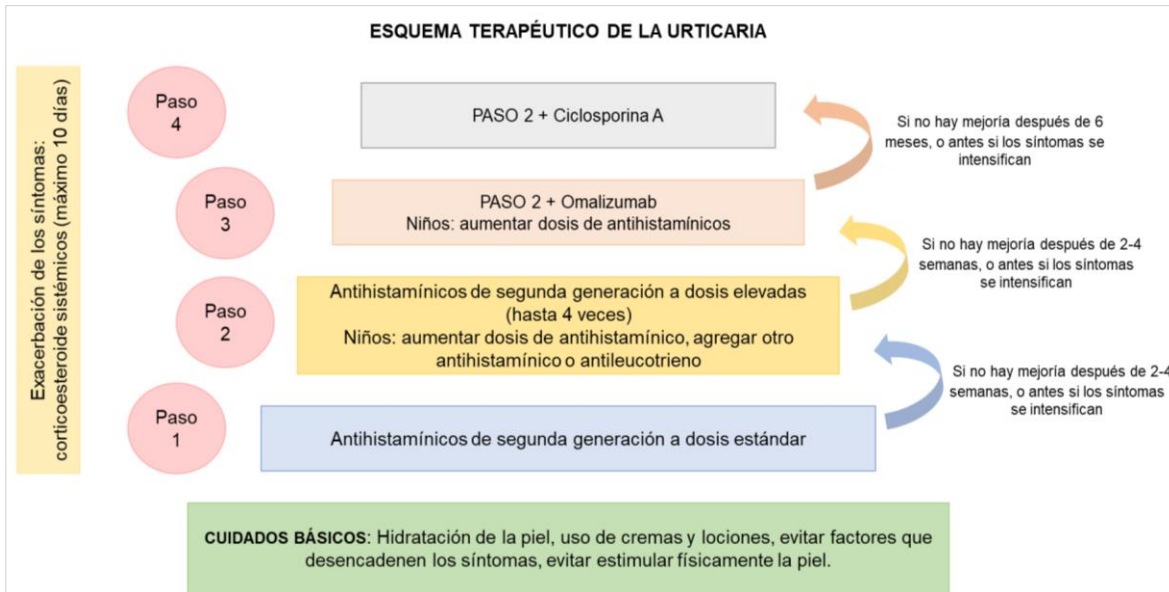 ESQUEMA TERAPÉUTICO DE LA URTICARIA
Exacerbación de los síntomas:
corticoesteroide sistémicos (máximo 10 días)
Paso
4
PASO 2 + Ciclosporina A
Si no hay mejoría después de 6
meses, o antes si los síntomas se
intensifican
Paso
3
PASO 2 + Omalizumab
Niños: aumentar dosis de antihistamínicos
Si no hay mejoría después de 2-4
semanas, o antes si los síntomas
se intensifican
Paso
2
Antihistamínicos de segunda generación a dosis elevadas
(hasta 4 veces)
Niños: aumentar dosis de antihistamínico, agregar otro
antihistamínico o antileucotrieno
Si no hay mejoría después de 2-4
semanas, o antes si los síntomas
se intensifican
Paso
1
Antihistamínicos de segunda generación a dosis estándar
CUIDADOS BÁSICOS: Hidratación de la piel, uso de cremas y lociones, evitar factores que
desencadenen los síntomas, evitar estimular físicamente la piel.